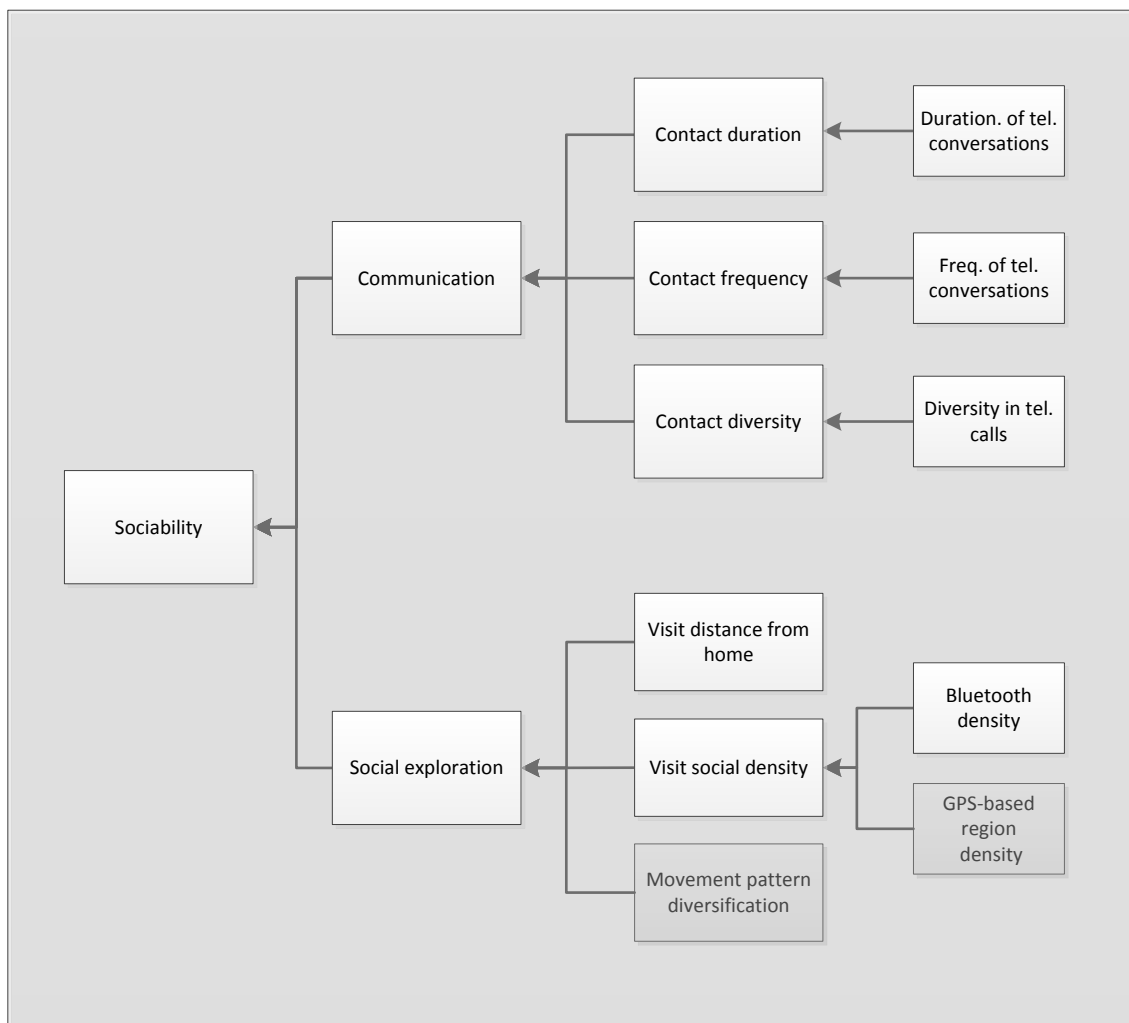 Contact duration
Duration. of tel.
conversations
Communication
Contact frequency
Freq. of tel.
conversations
Contact diversity
Diversity in tel.
calls
Sociability
Visit distance from
home
Bluetooth
density
Social exploration
Visit social density
GPS-based
region
density
Movement pattern
diversification